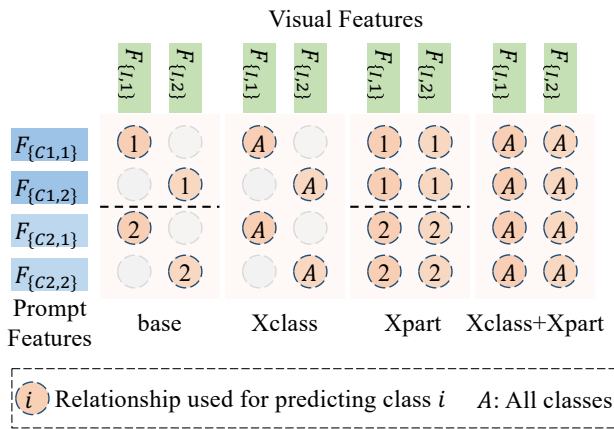 Visual Features
F{I,1} F{I,2} F{I,1} F{I,2} F{I,1} F{I,2} F{I,1} F{I,2}
F{C1,1} 1 A 1 1 A A
F{C1,2} 1 A 1 1 A A
F{C2,1} 2 A 2 2 A A
F{C2,2} 2 A 2 2 A A
Prompt Features
base Xclass Xpart Xclass+Xpart
i Relationship used for predicting class i A: All classes